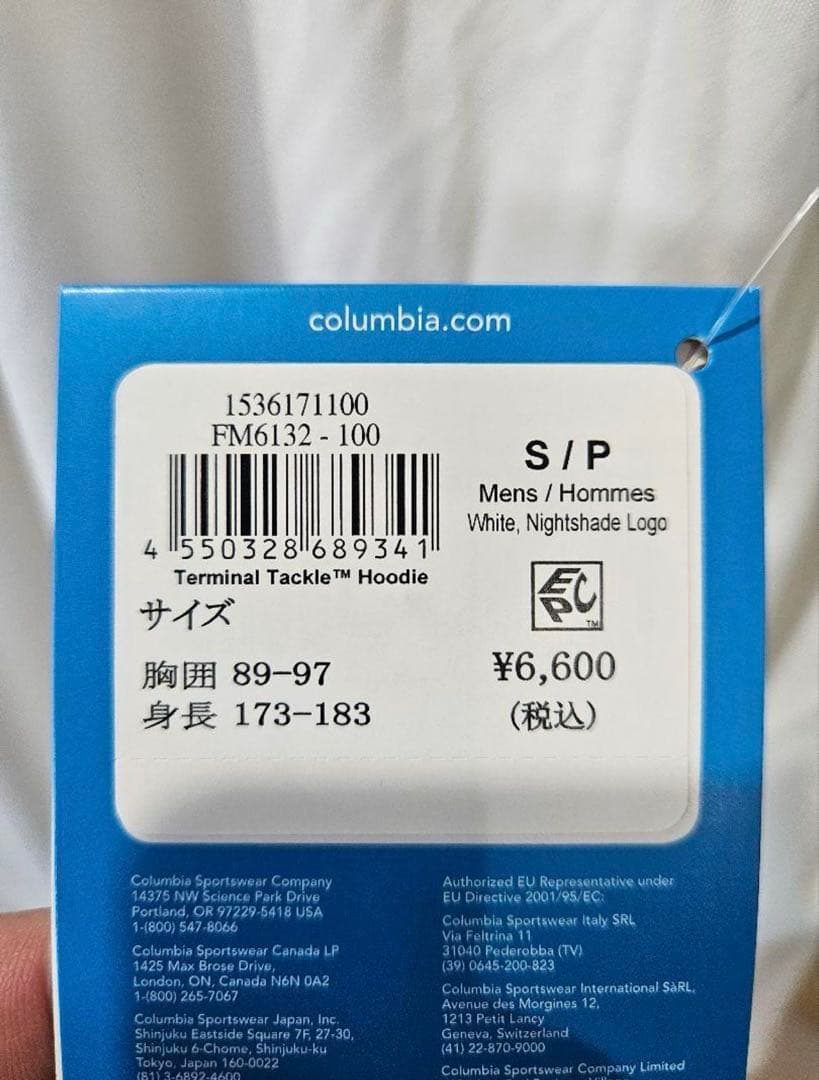 columbia.com
1536171100
FM6132 - 100
4 550328 689341
Terminal Tackle™ Hoodie
サイズ
胸囲 89-97
身長 173-183
S / P
Mens / Hommes
White, Nightshade Logo
EPC TM
¥6,600
(税込)
Columbia Sportswear Company
14375 NW Science Park Drive
Portland, OR 97229-5418 USA
1-(800) 547-8066
Columbia Sportswear Canada LP
1425 Max Brose Drive,
London, ON, Canada N6N 0A2
1-(800) 265-7067
Columbia Sportswear Japan, Inc.
Shinjuku Eastside Square 7F, 27-30,
Shinjuku 6-Chome, Shinjuku-ku
Tokyo, Japan 160-0022
(81) 3-6892-4600
Authorized EU Representative under
EU Directive 2001/95/EC:
Columbia Sportswear Italy SRL
Via Feltrina 11
31040 Pederobba (TV)
(39) 0645-200-823
Columbia Sportswear International SàRL,
Avenue des Morgines 12,
1213 Petit Lancy
Geneva, Switzerland
(41) 22-870-9000
Columbia Sportswear Company Limited